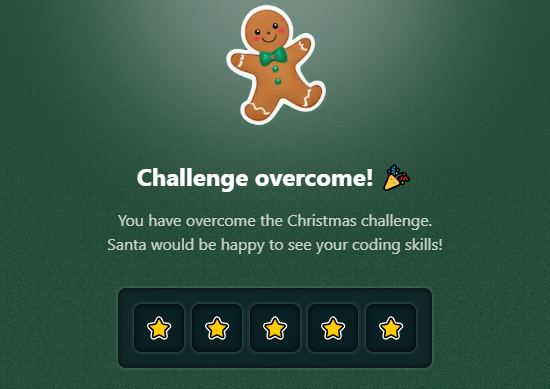 Challenge overcome! 🎉
You have overcome the Christmas challenge.
Santa would be happy to see your coding skills!